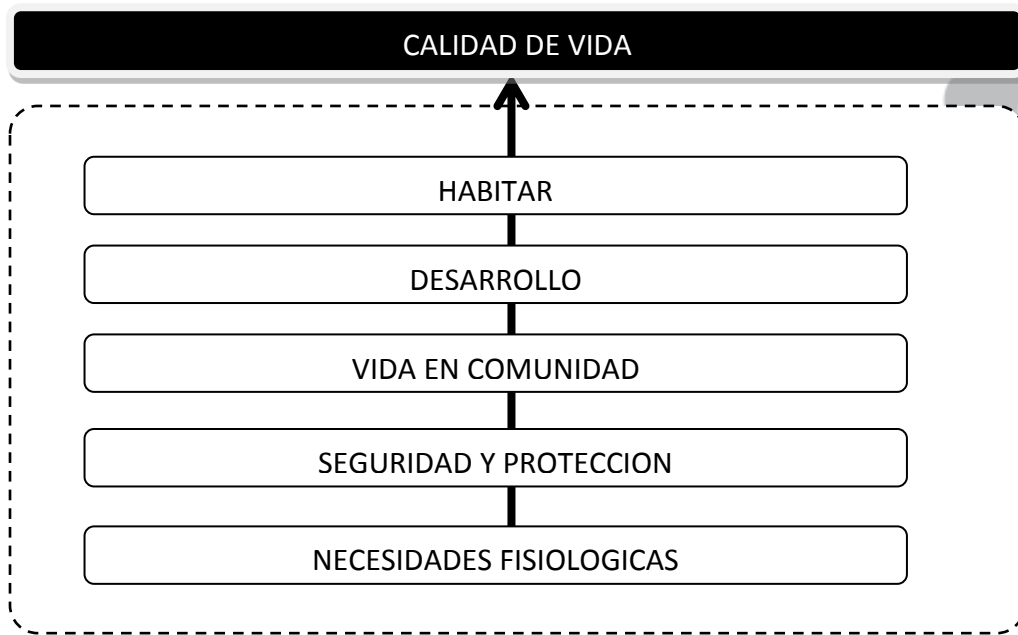 CALIDAD DE VIDA
HABITAR
DESARROLLO
VIDA EN COMUNIDAD
SEGURIDAD Y PROTECCION
NECESIDADES FISIOLOGICAS